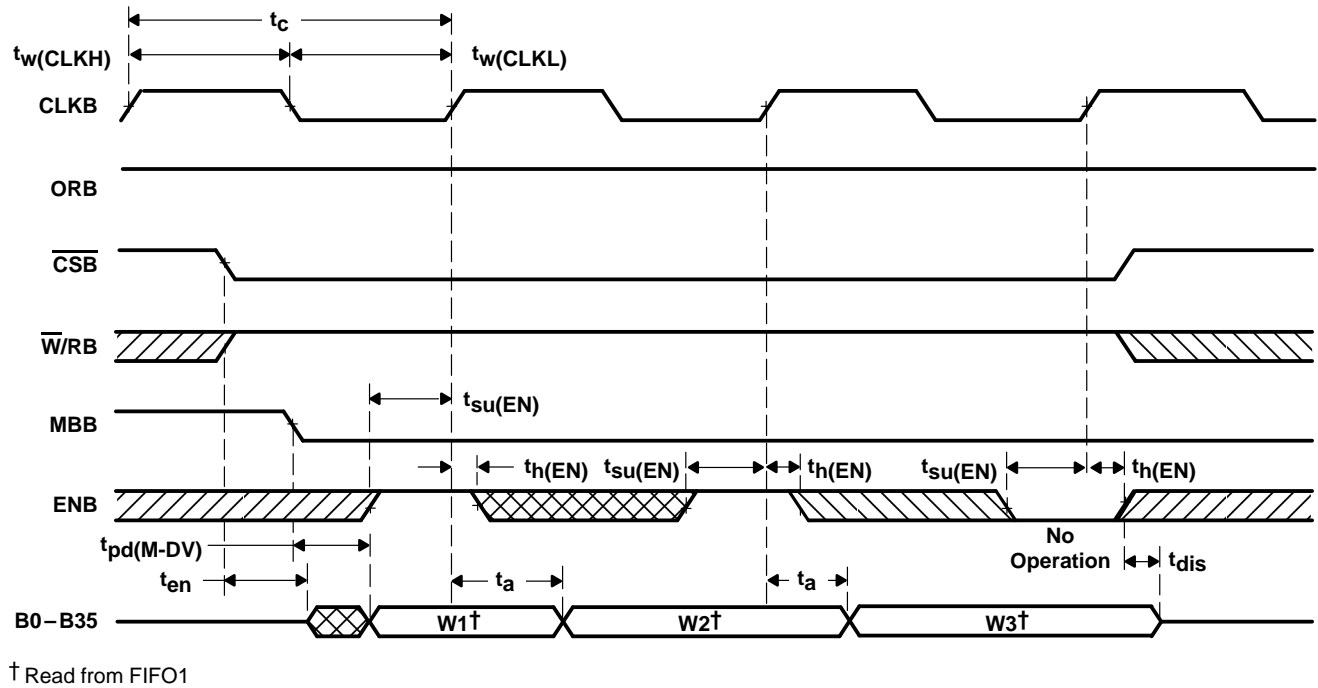 tc
tw(CLKH)
tw(CLKL)
CLKB
ORB
CSB
W/RB
tsu(EN)
MBB
th(EN)
tsu(EN)
th(EN)
tsu(EN)
th(EN)
ENB
No
Operation
tpd(M-DV)
ten
ta
ta
tdis
B0–B35
W1†
W2†
W3†
† Read from FIFO1